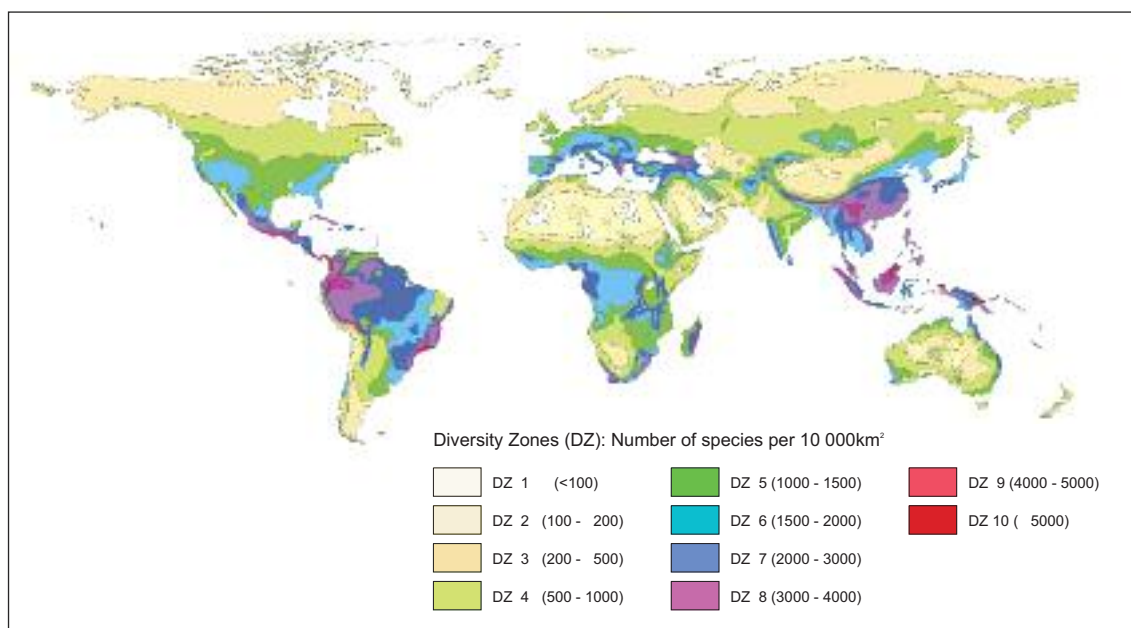 Diversity Zones (DZ): Number of species per 10 000km²
DZ 1 (<100)
DZ 2 (100 - 200)
DZ 3 (200 - 500)
DZ 4 (500 - 1000)
DZ 5 (1000 - 1500)
DZ 6 (1500 - 2000)
DZ 7 (2000 - 3000)
DZ 8 (3000 - 4000)
DZ 9 (4000 - 5000)
DZ 10 ( 5000)